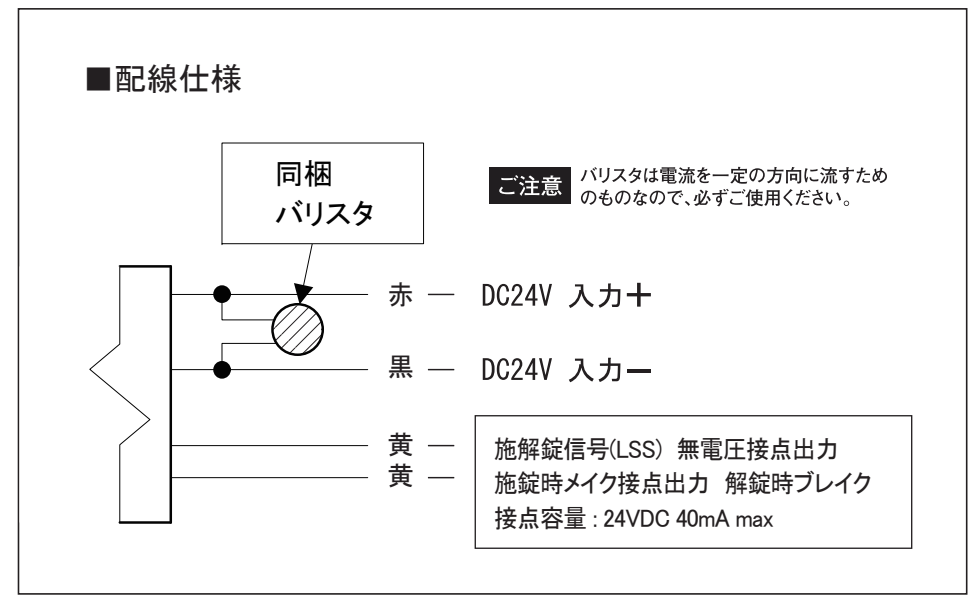 ■配線仕様
同梱
バリスタ
ご注意 バリスタは電流を一定の方向に流すため
のものなので、必ずご使用ください。
赤 — DC24V 入力＋
黒 — DC24V 入力－
黄 —
黄 —
施解錠信号(LSS) 無電圧接点出力
施錠時メイク接点出力 解錠時ブレイク
接点容量 : 24VDC 40mA max